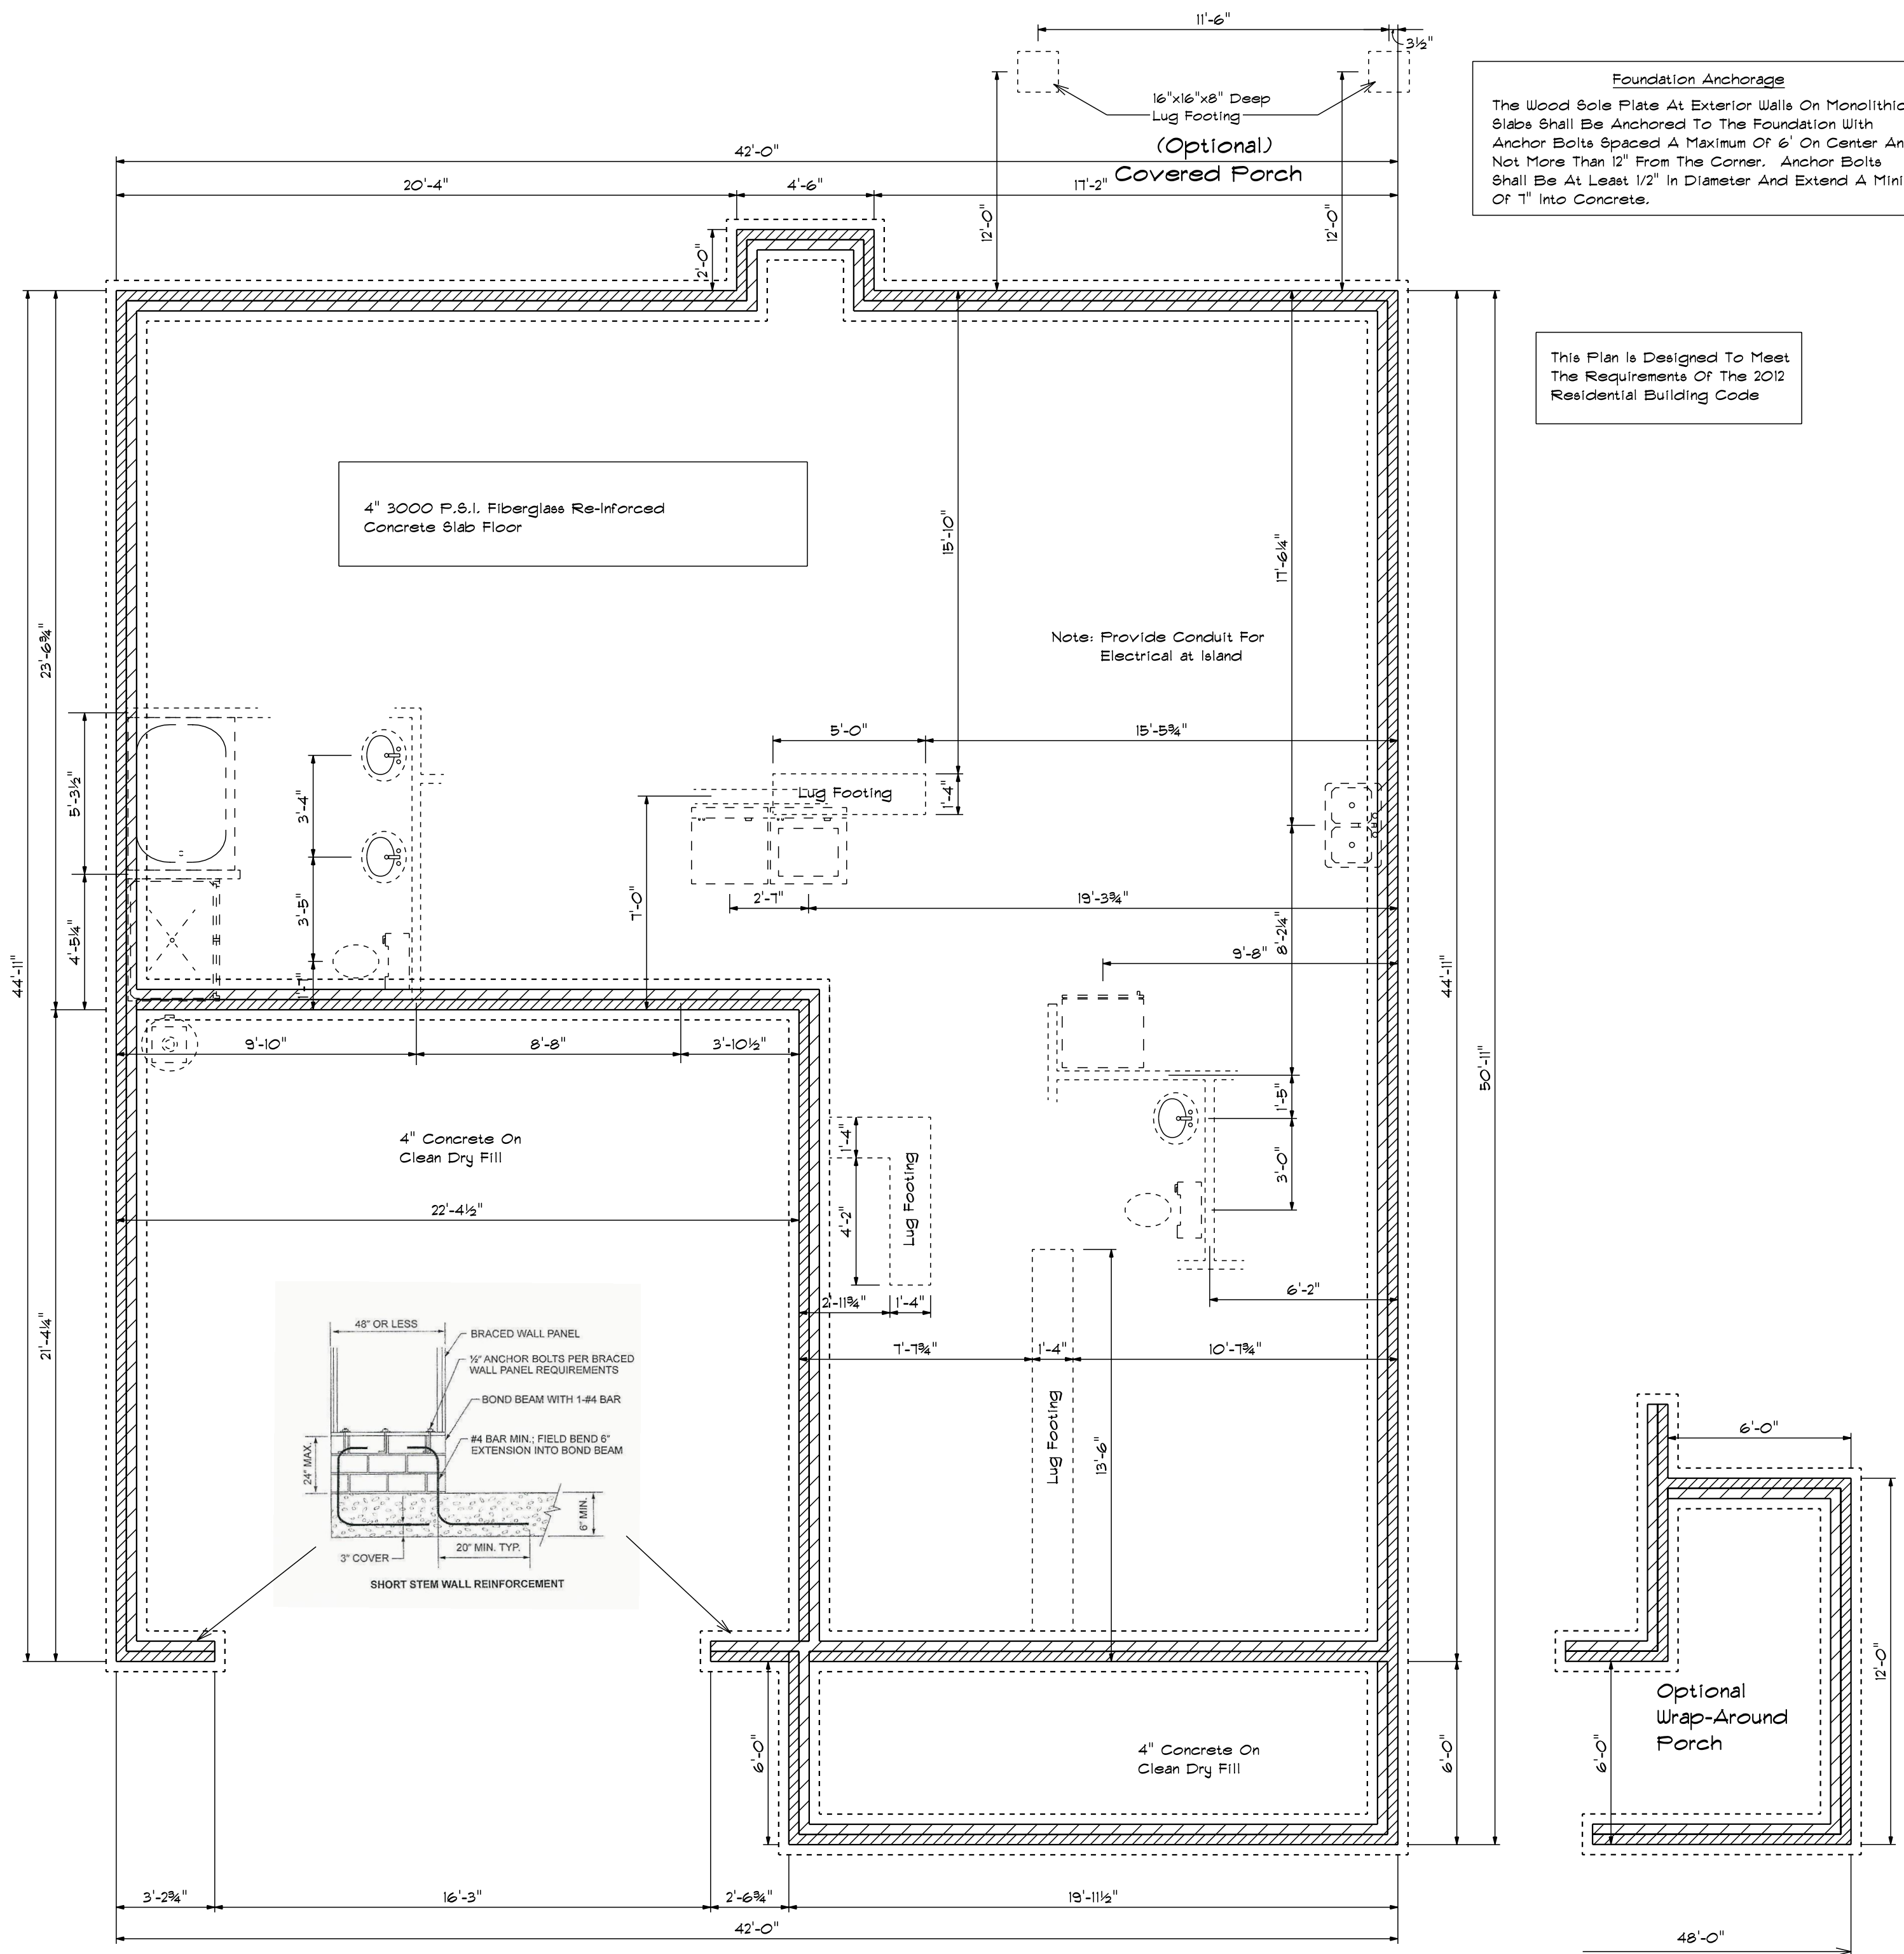 11'-6"
3½"
16"x16"x8" Deep
Lug Footing
(Optional)
Covered Porch
Foundation Anchorage
The Wood Sole Plate At Exterior Walls On Monolithic
Slabs Shall Be Anchored To The Foundation With
Anchor Bolts Spaced A Maximum Of 6' On Center
Not More Than 12" From The Corner. Anchor Bolts
Shall Be At Least 1/2" In Diameter And Extend A
Of 7" Into Concrete.
42'-0"
20'-4"
4'-6"
17'-2"
2'-0"
12'-0"
12'-0"
This Plan Is Designed To Meet
The Requirements Of The 2012
Residential Building Code
4" 3000 P.S.I. Fiberglass Re-Inforced
Concrete Slab Floor
15'-10"
17'-6¼"
Note: Provide Conduit For
Electrical at Island
23'-6¾"
44'-11"
5'-3½"
4'-5¼"
3'-4"
3'-5"
1'-7"
5'-0"
15'-5¾"
Lug Footing
1'-4"
7'-0"
2'-7"
19'-3¾"
8'-2¼"
9'-8"
44'-11"
50'-11"
9'-10"
8'-8"
3'-10½"
1'-5"
3'-0"
4" Concrete On
Clean Dry Fill
1'-4"
4'-2"
Lug Footing
22'-4½"
2'-11¾"
1'-4"
6'-2"
7'-7¾"
1'-4"
10'-7¾"
21'-4¼"
Lug Footing
13'-6"
48" OR LESS
BRACED WALL PANEL
½" ANCHOR BOLTS PER BRACED
WALL PANEL REQUIREMENTS
BOND BEAM WITH 1-#4 BAR
#4 BAR MIN.; FIELD BEND 6"
EXTENSION INTO BOND BEAM
24" MAX.
6" MIN.
3" COVER
20" MIN. TYP.
SHORT STEM WALL REINFORCEMENT
6'-0"
12'-0"
Optional
Wrap-Around
Porch
6'-0"
6'-0"
4" Concrete On
Clean Dry Fill
6'-0"
3'-2¾"
16'-3"
2'-6¾"
19'-11½"
42'-0"
48'-0"